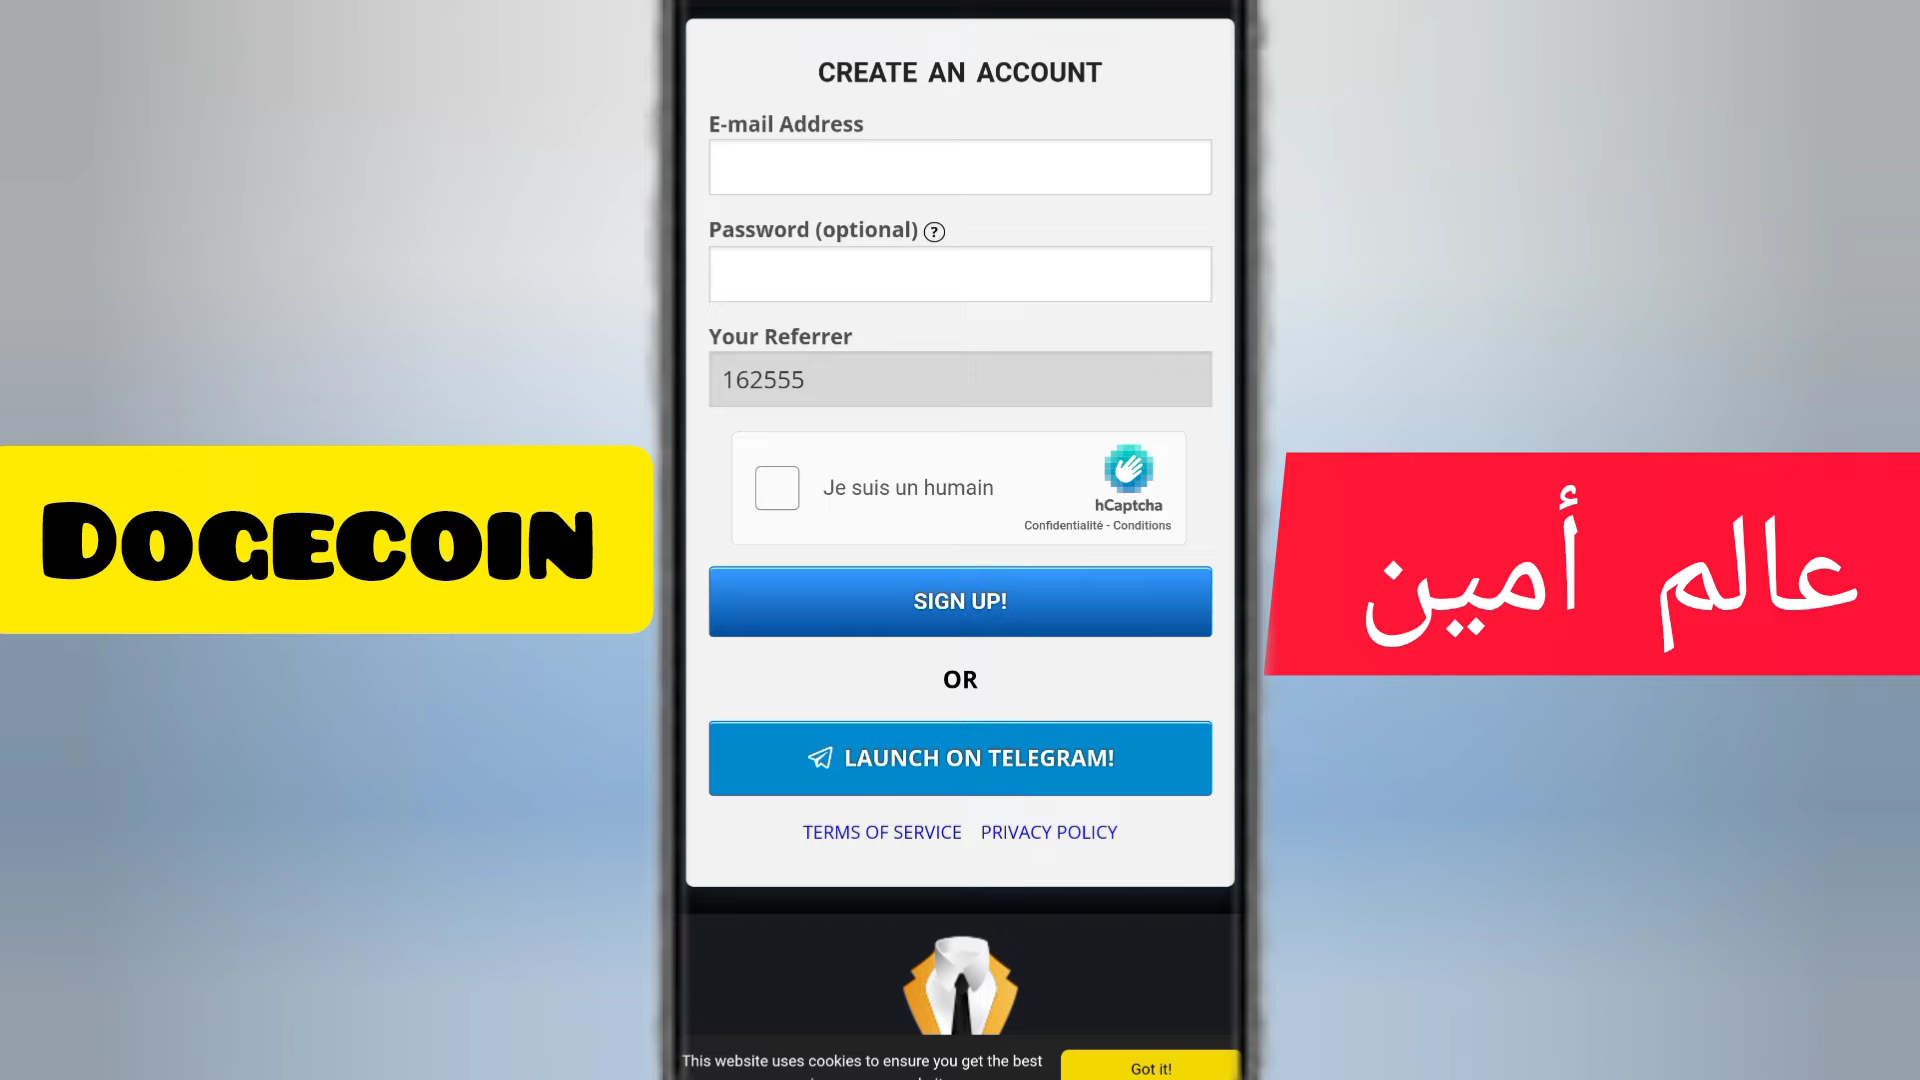 CREATE AN ACCOUNT
E-mail Address
Password (optional) ?
Your Referrer
162555
Je suis un humain
hCaptcha
Confidentialité - Conditions
SIGN UP!
OR
LAUNCH ON TELEGRAM!
TERMS OF SERVICE PRIVACY POLICY
DOGECOIN
عالم أمين
This website uses cookies to ensure you get the best
Got it!